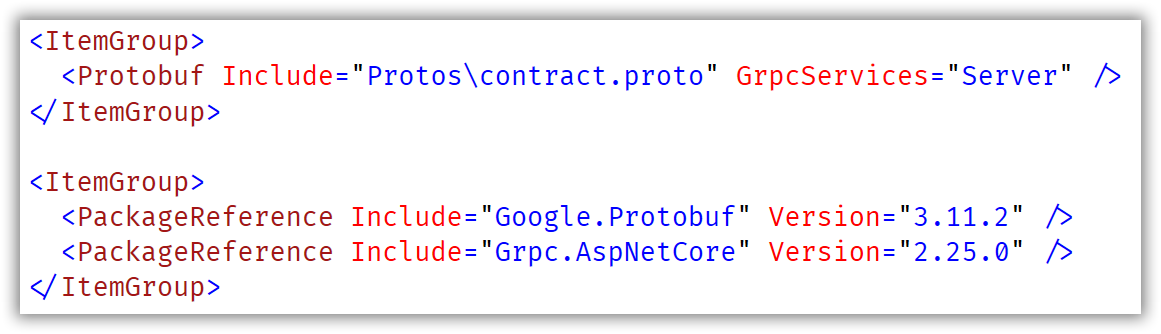 <ItemGroup>
  <Protobuf Include="Protos\contract.proto" GrpcServices="Server" />
</ItemGroup>

<ItemGroup>
  <PackageReference Include="Google.Protobuf" Version="3.11.2" />
  <PackageReference Include="Grpc.AspNetCore" Version="2.25.0" />
</ItemGroup>